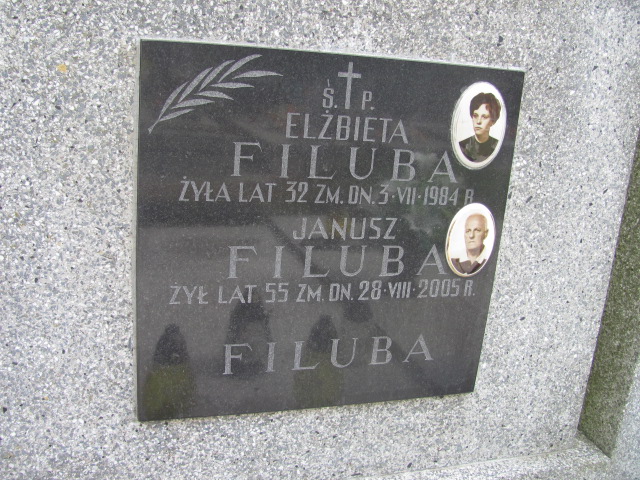 Ś. P.
ELŻBIETA
FILUBA
ŻYŁA LAT 32 ZM. DN. 3·VII·1984 R.
JANUSZ
FILUBA
ŻYŁ LAT 55 ZM. DN. 28·VIII·2005 R.
FILUBA